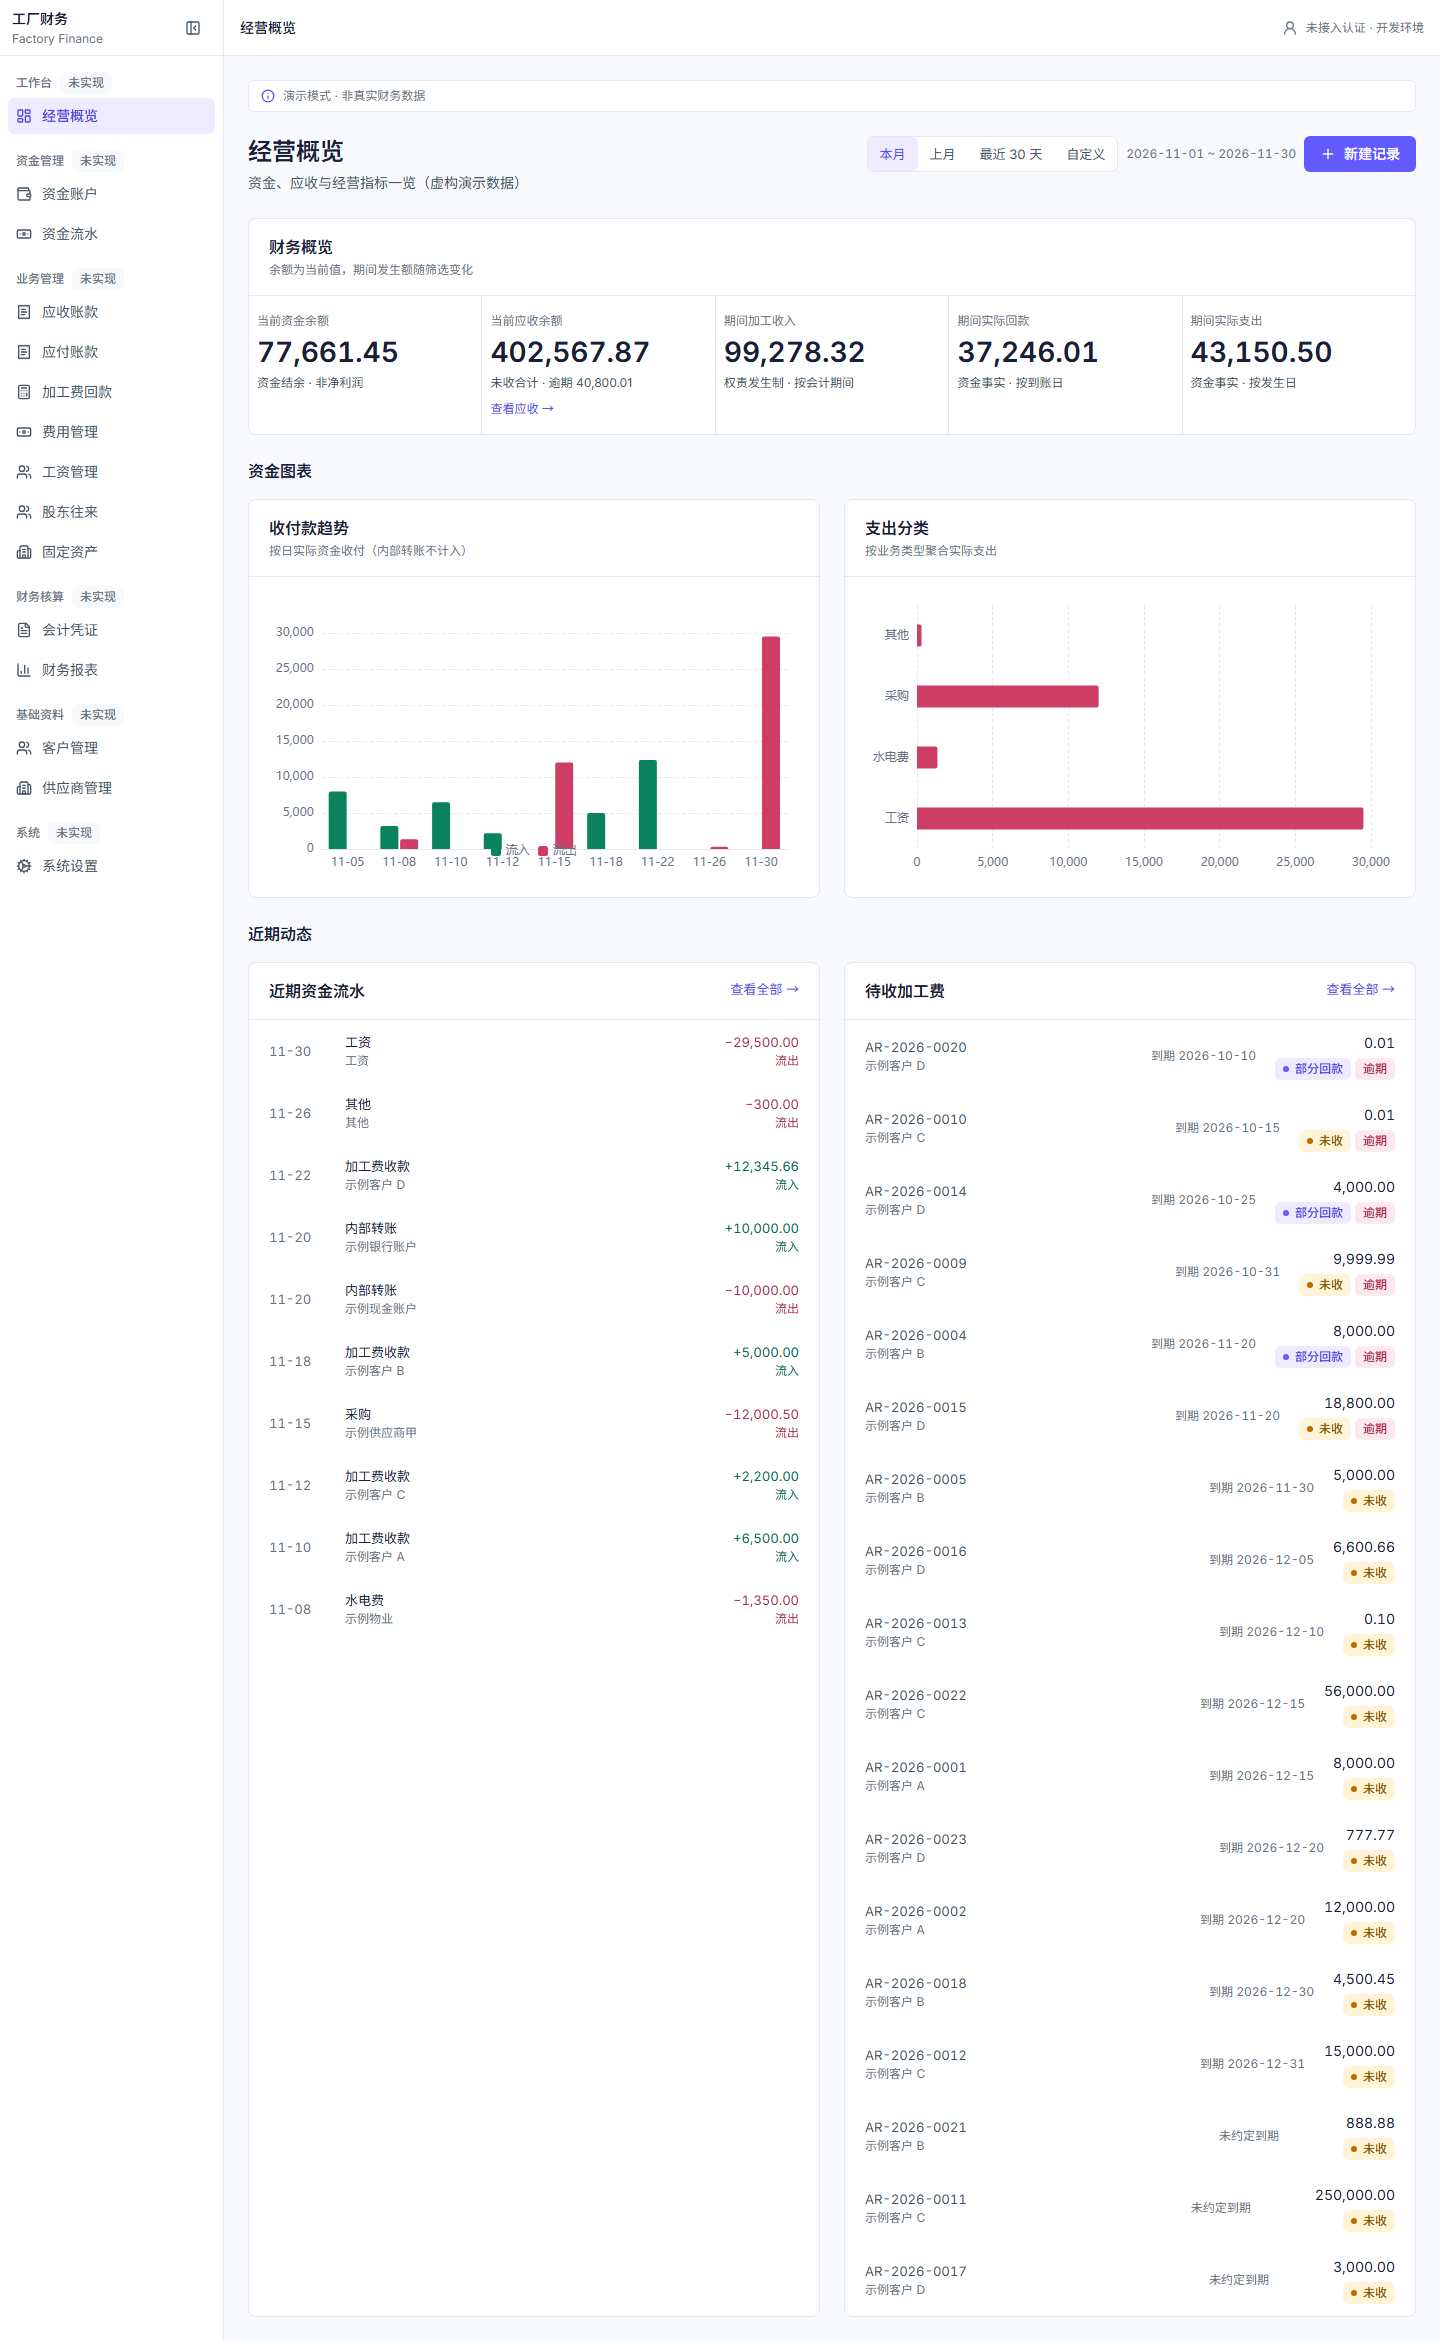 工厂财务
Factory Finance
工作台 未实现
经营概览
资金管理 未实现
资金账户
资金流水
业务管理 未实现
应收账款
应付账款
加工费回款
费用管理
工资管理
股东往来
固定资产
财务核算 未实现
会计凭证
财务报表
基础资料 未实现
客户管理
供应商管理
系统 未实现
系统设置
经营概览
未接入认证 · 开发环境
演示模式 · 非真实财务数据
经营概览
资金、应收与经营指标一览（虚构演示数据）
本月 上月 最近 30 天 自定义 2026-11-01 ~ 2026-11-30 新建记录
财务概览
余额为当前值，期间发生额随筛选变化
当前资金余额
77,661.45
资金结余 · 非净利润
当前应收余额
402,567.87
未收合计 · 逾期 40,800.01
查看应收 →
期间加工收入
99,278.32
权责发生制 · 按会计期间
期间实际回款
37,246.01
资金事实 · 按到账日
期间实际支出
43,150.50
资金事实 · 按发生日
资金图表
收付款趋势
按日实际资金收付（内部转账不计入）
30,000
25,000
20,000
15,000
10,000
5,000
0
流入 流出
11-05 11-08 11-10 11-12 11-15 11-18 11-22 11-26 11-30
支出分类
按业务类型聚合实际支出
其他
采购
水电费
工资
0 5,000 10,000 15,000 20,000 25,000 30,000
近期动态
近期资金流水 查看全部 →
11-30 工资 −29,500.00
工资 流出
11-26 其他 −300.00
其他 流出
11-22 加工费收款 +12,345.66
示例客户 D 流入
11-20 内部转账 +10,000.00
示例银行账户 流入
11-20 内部转账 −10,000.00
示例现金账户 流出
11-18 加工费收款 +5,000.00
示例客户 B 流入
11-15 采购 −12,000.50
示例供应商甲 流出
11-12 加工费收款 +2,200.00
示例客户 C 流入
11-10 加工费收款 +6,500.00
示例客户 A 流入
11-08 水电费 −1,350.00
示例物业 流出
待收加工费 查看全部 →
AR-2026-0020 到期 2026-10-10 0.01
示例客户 D 部分回款 逾期
AR-2026-0010 到期 2026-10-15 0.01
示例客户 C 未收 逾期
AR-2026-0014 到期 2026-10-25 4,000.00
示例客户 D 部分回款 逾期
AR-2026-0009 到期 2026-10-31 9,999.99
示例客户 C 未收 逾期
AR-2026-0004 到期 2026-11-20 8,000.00
示例客户 B 部分回款 逾期
AR-2026-0015 到期 2026-11-20 18,800.00
示例客户 D 未收 逾期
AR-2026-0005 到期 2026-11-30 5,000.00
示例客户 B 未收
AR-2026-0016 到期 2026-12-05 6,600.66
示例客户 D 未收
AR-2026-0013 到期 2026-12-10 0.10
示例客户 C 未收
AR-2026-0022 到期 2026-12-15 56,000.00
示例客户 C 未收
AR-2026-0001 到期 2026-12-15 8,000.00
示例客户 A 未收
AR-2026-0023 到期 2026-12-20 777.77
示例客户 D 未收
AR-2026-0002 到期 2026-12-20 12,000.00
示例客户 A 未收
AR-2026-0018 到期 2026-12-30 4,500.45
示例客户 B 未收
AR-2026-0012 到期 2026-12-31 15,000.00
示例客户 C 未收
AR-2026-0021 未约定到期 888.88
示例客户 B 未收
AR-2026-0011 未约定到期 250,000.00
示例客户 C 未收
AR-2026-0017 未约定到期 3,000.00
示例客户 D 未收